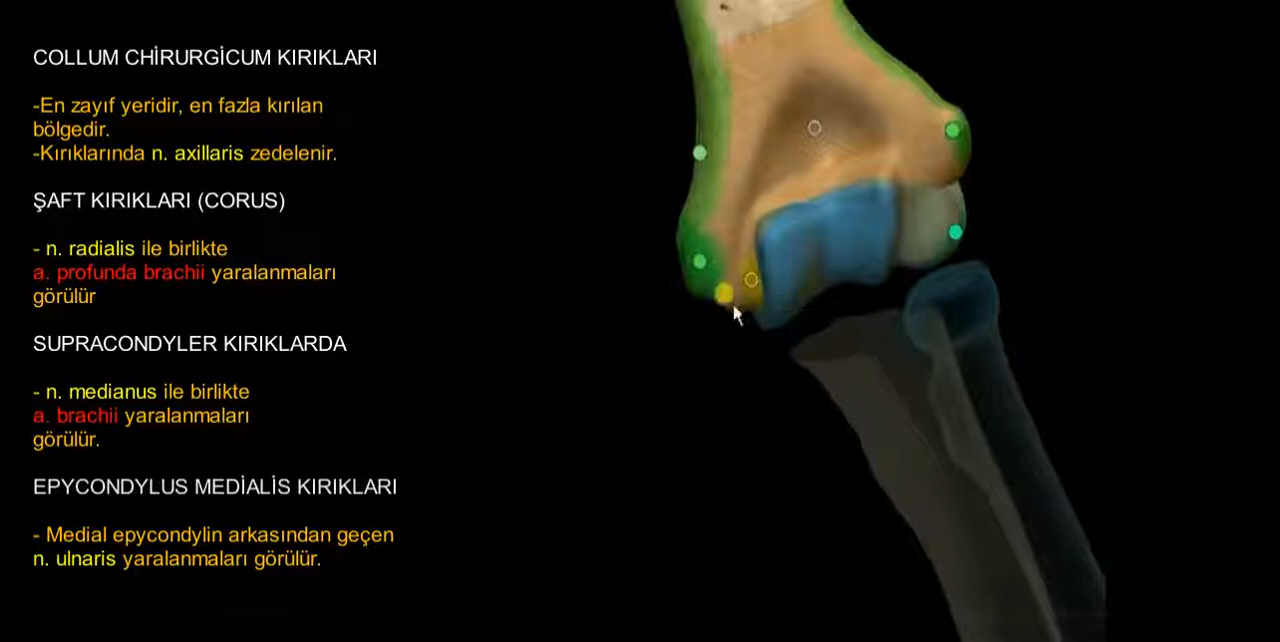 COLLUM CHİRURGİCUM KIRIKLARI
-En zayıf yeridir, en fazla kırılan
bölgedir.
-Kırıklarında n. axillaris zedelenir.
ŞAFT KIRIKLARI (CORUS)
- n. radialis ile birlikte
a. profunda brachii yaralanmaları
görülür
SUPRACONDYLER KIRIKLARDA
- n. medianus ile birlikte
a. brachii yaralanmaları
görülür.
EPYCONDYLUS MEDİALİS KIRIKLARI
- Medial epycondylin arkasından geçen
n. ulnaris yaralanmaları görülür.